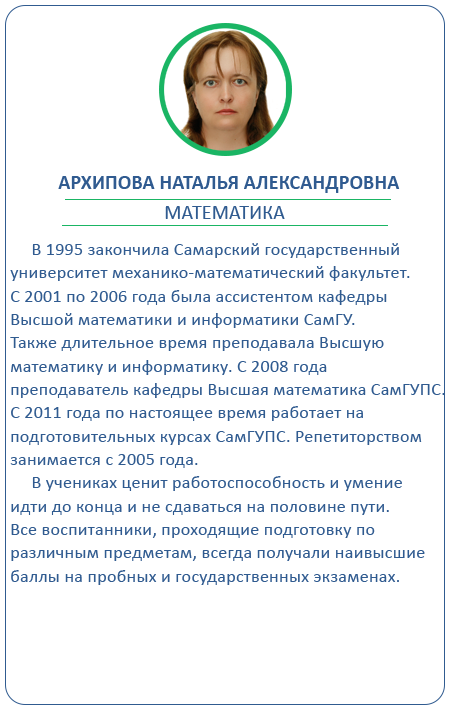 АРХИПОВА НАТАЛЬЯ АЛЕКСАНДРОВНА
МАТЕМАТИКА
В 1995 закончила Самарский государственный
университет механико-математический факультет.
С 2001 по 2006 года была ассистентом кафедры
Высшой математики и информатики СамГУ.
Также длительное время преподавала Высшую
математику и информатику. С 2008 года
преподаватель кафедры Высшая математика СамГУПС.
С 2011 года по настоящее время работает на
подготовительных курсах СамГУПС. Репетиторством
занимается с 2005 года.
В учениках ценит работоспособность и умение
идти до конца и не сдаваться на половине пути.
Все воспитанники, проходящие подготовку по
различным предметам, всегда получали наивысшие
баллы на пробных и государственных экзаменах.